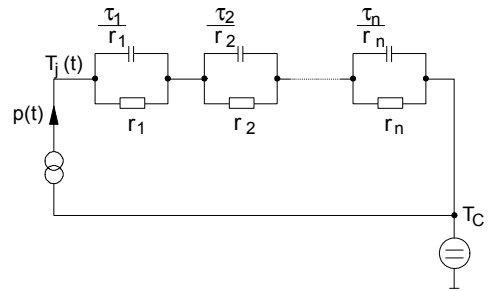 τ1 τ2 τn
r1 r2 rn
Tj (t)
r1 r2 rn
p(t)
TC